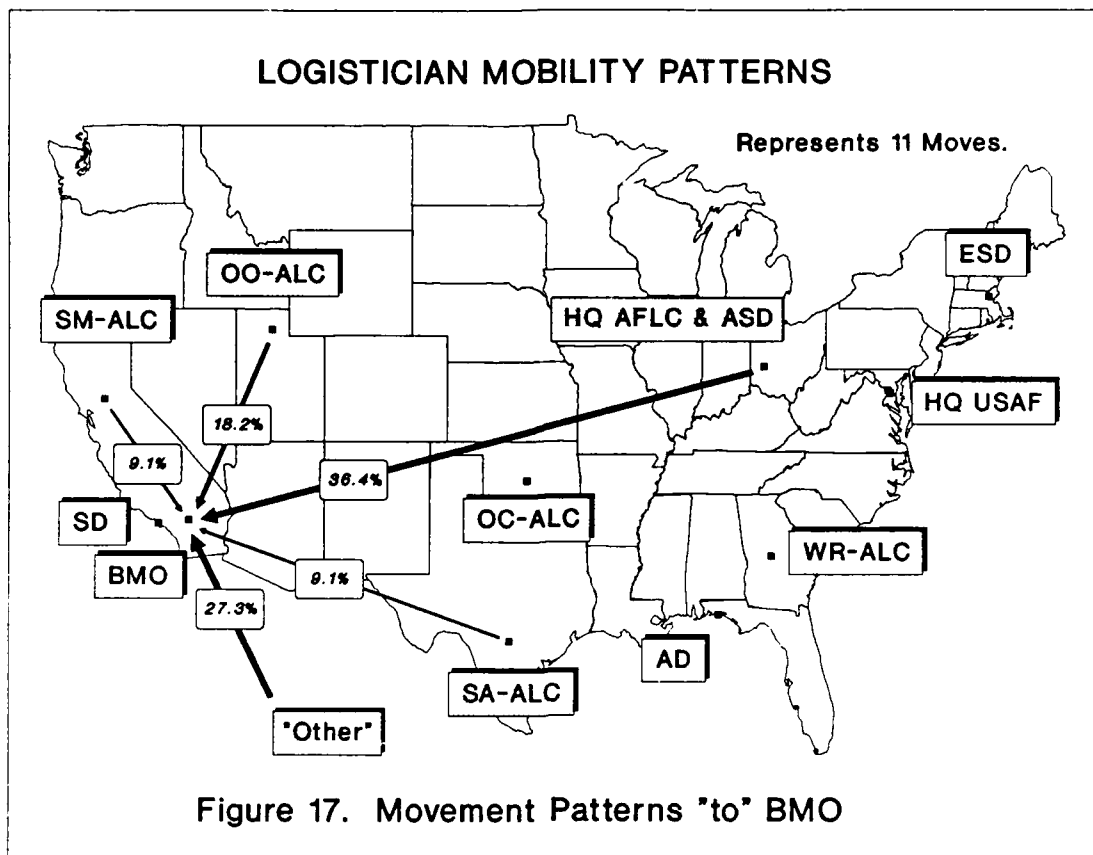 LOGISTICIAN MOBILITY PATTERNS
Represents 11 Moves.
ESD
OO-ALC
SM-ALC
HQ AFLC & ASD
HQ USAF
18.2%
9.1%
36.4%
SD
OC-ALC
WR-ALC
BMO
9.1%
27.3%
AD
SA-ALC
"Other"
Figure 17. Movement Patterns "to" BMO